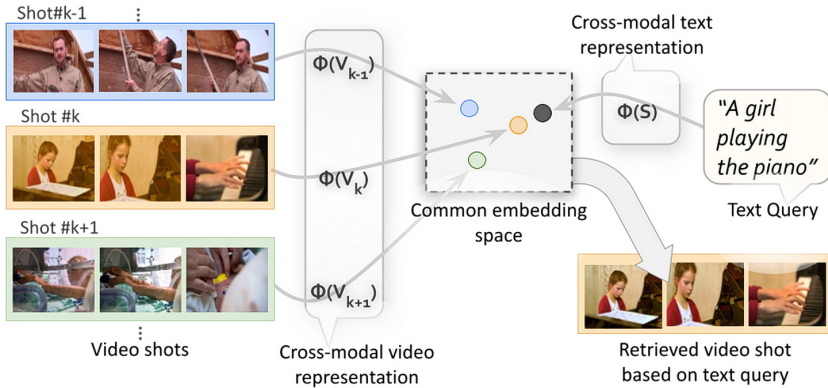 Shot#k-1
Shot #k
Shot #k+1
Video shots
Φ(V_{k-1})
Φ(V_k)
Φ(V_{k+1})
Cross-modal video
representation
Common embedding
space
Cross-modal text
representation
Φ(S)
“A girl
playing
the piano”
Text Query
Retrieved video shot
based on text query